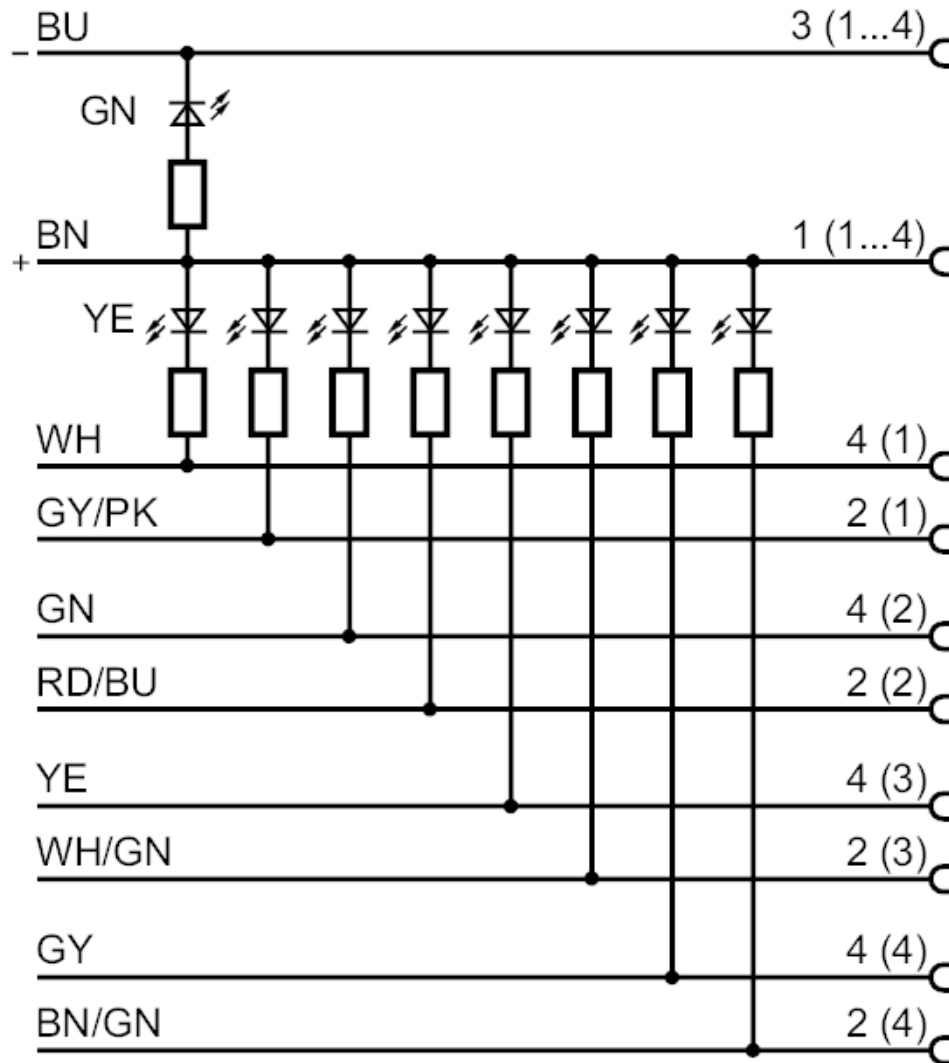 BU 3 (1...4)
−
GN
BN 1 (1...4)
+
YE
WH 4 (1)
GY/PK 2 (1)
GN 4 (2)
RD/BU 2 (2)
YE 4 (3)
WH/GN 2 (3)
GY 4 (4)
BN/GN 2 (4)